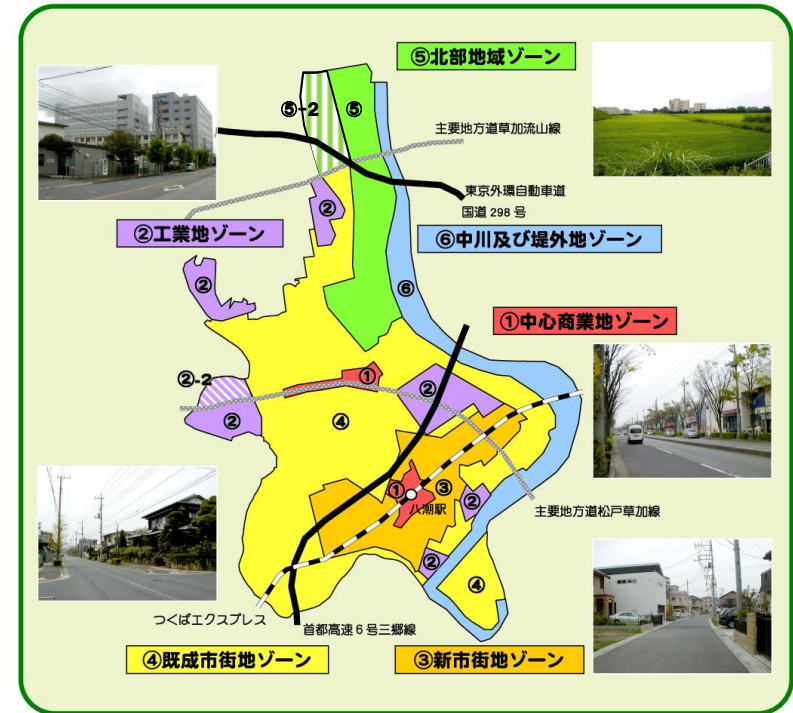 ⑤北部地域ゾーン
⑤-2
⑤
主要地方道草加流山線
東京外環自動車道
国道298号
②
②工業地ゾーン
⑥中川及び堤外地ゾーン
②
⑥
①中心商業地ゾーン
②-2
①
②
②
④
①
③
八潮駅
②
主要地方道松戸草加線
②
④
つくばエクスプレス
首都高速6号三郷線
④既成市街地ゾーン
③新市街地ゾーン